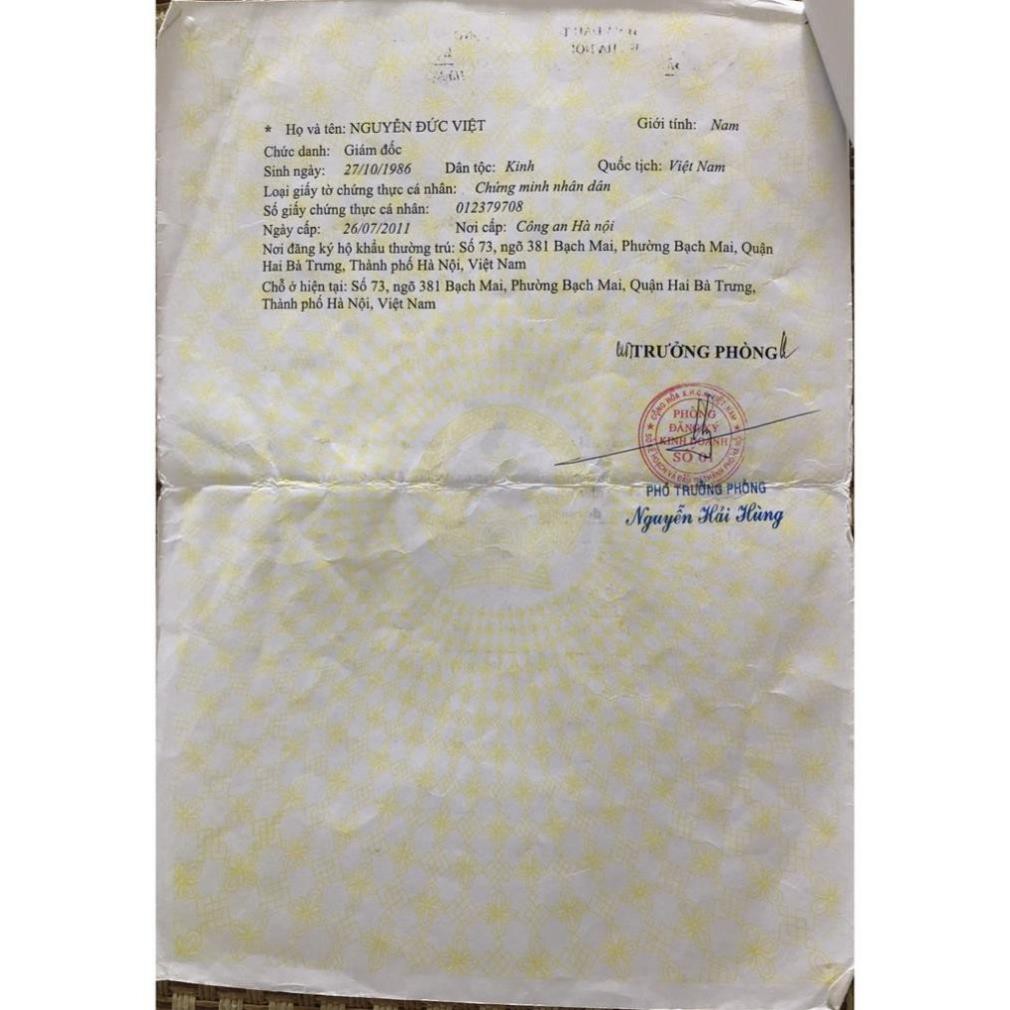 * Họ và tên: NGUYỄN ĐỨC VIỆT Giới tính: Nam
Chức danh: Giám đốc
Sinh ngày: 27/10/1986 Dân tộc: Kinh Quốc tịch: Việt Nam
Loại giấy tờ chứng thực cá nhân: Chứng minh nhân dân
Số giấy chứng thực cá nhân: 012379708
Ngày cấp: 26/07/2011 Nơi cấp: Công an Hà nội
Nơi đăng ký hộ khẩu thường trú: Số 73, ngõ 381 Bạch Mai, Phường Bạch Mai, Quận
Hai Bà Trưng, Thành phố Hà Nội, Việt Nam
Chỗ ở hiện tại: Số 73, ngõ 381 Bạch Mai, Phường Bạch Mai, Quận Hai Bà Trưng,
Thành phố Hà Nội, Việt Nam
TRƯỞNG PHÒNG
PHÒNG
ĐĂNG KÝ
KINH DOANH
SỐ 01
PHÓ TRƯỞNG PHÒNG
Nguyễn Hải Hùng